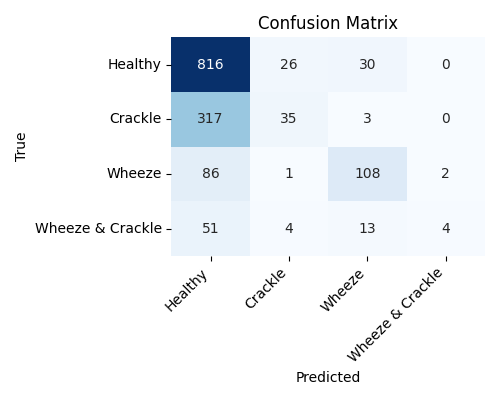 Confusion Matrix
True
Healthy 816 26 30 0
Crackle 317 35 3 0
Wheeze 86 1 108 2
Wheeze & Crackle 51 4 13 4
Healthy Crackle Wheeze Wheeze & Crackle
Predicted